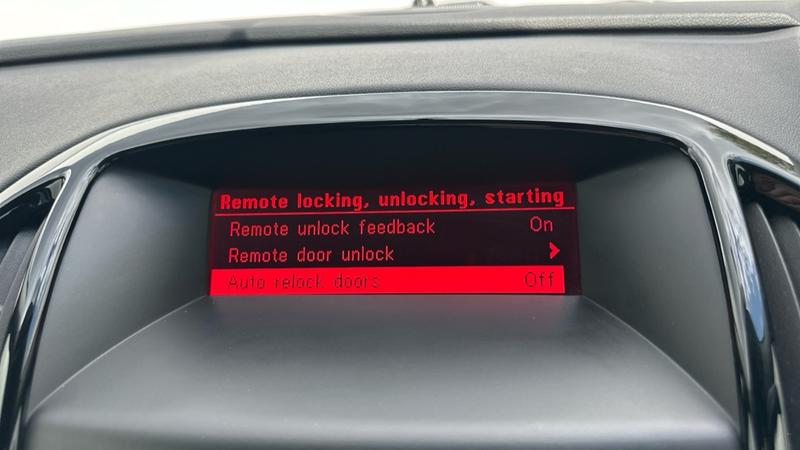 Remote locking, unlocking, starting
Remote unlock feedback On
Remote door unlock
Auto relock doors Off